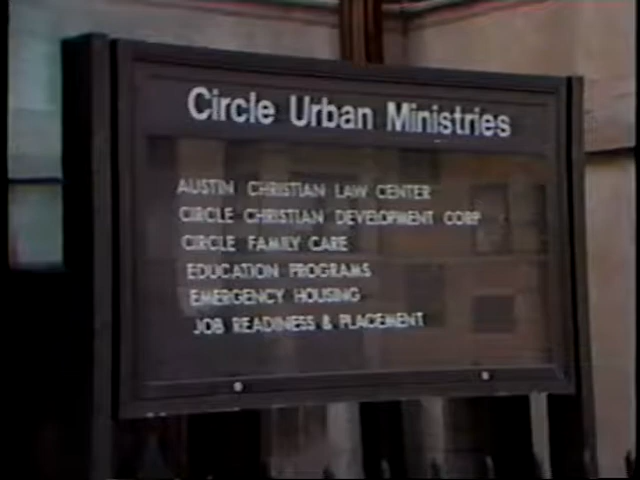 Circle Urban Ministries
AUSTIN CHRISTIAN LAW CENTER
CIRCLE CHRISTIAN DEVELOPMENT CORP
CIRCLE FAMILY CARE
EDUCATION PROGRAMS
EMERGENCY HOUSING
JOB READINESS & PLACEMENT